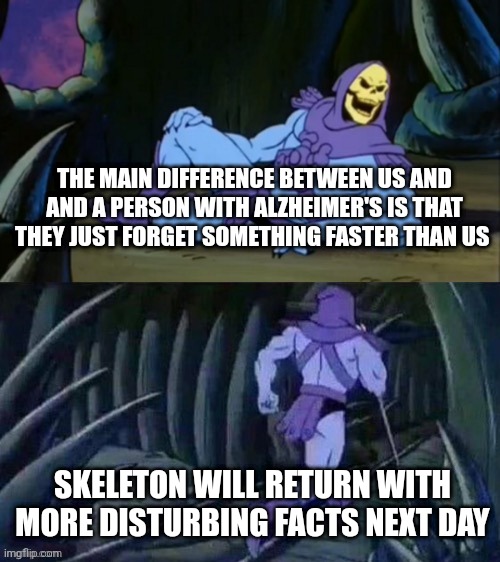 THE MAIN DIFFERENCE BETWEEN US AND
AND A PERSON WITH ALZHEIMER'S IS THAT
THEY JUST FORGET SOMETHING FASTER THAN US
SKELETON WILL RETURN WITH
MORE DISTURBING FACTS NEXT DAY
imgflip.com